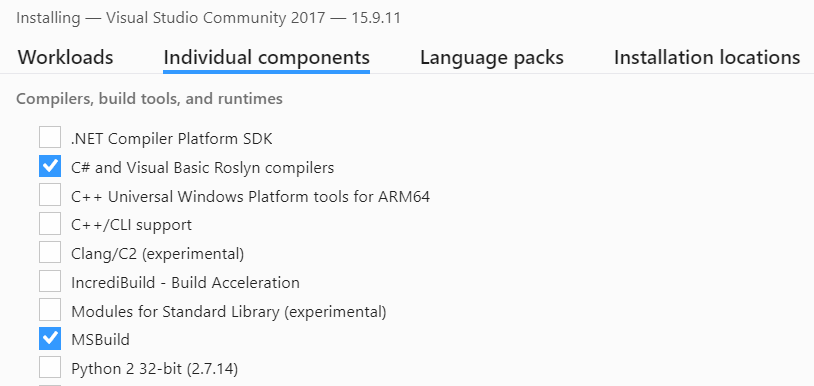 Installing — Visual Studio Community 2017 — 15.9.11
Workloads Individual components Language packs Installation locations
Compilers, build tools, and runtimes
.NET Compiler Platform SDK
C# and Visual Basic Roslyn compilers
C++ Universal Windows Platform tools for ARM64
C++/CLI support
Clang/C2 (experimental)
IncrediBuild - Build Acceleration
Modules for Standard Library (experimental)
MSBuild
Python 2 32-bit (2.7.14)